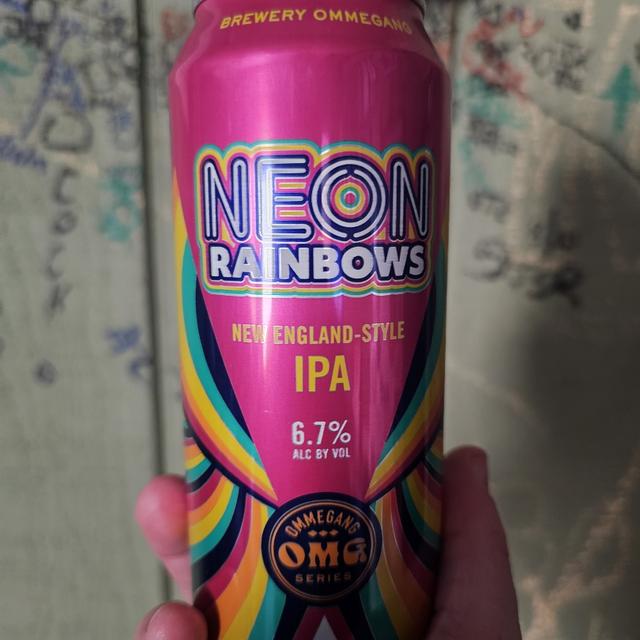 BREWERY OMMEGANG
NEON
RAINBOWS
NEW ENGLAND-STYLE
IPA
6.7%
ALC BY VOL
OMMEGANG
OMG
SERIES